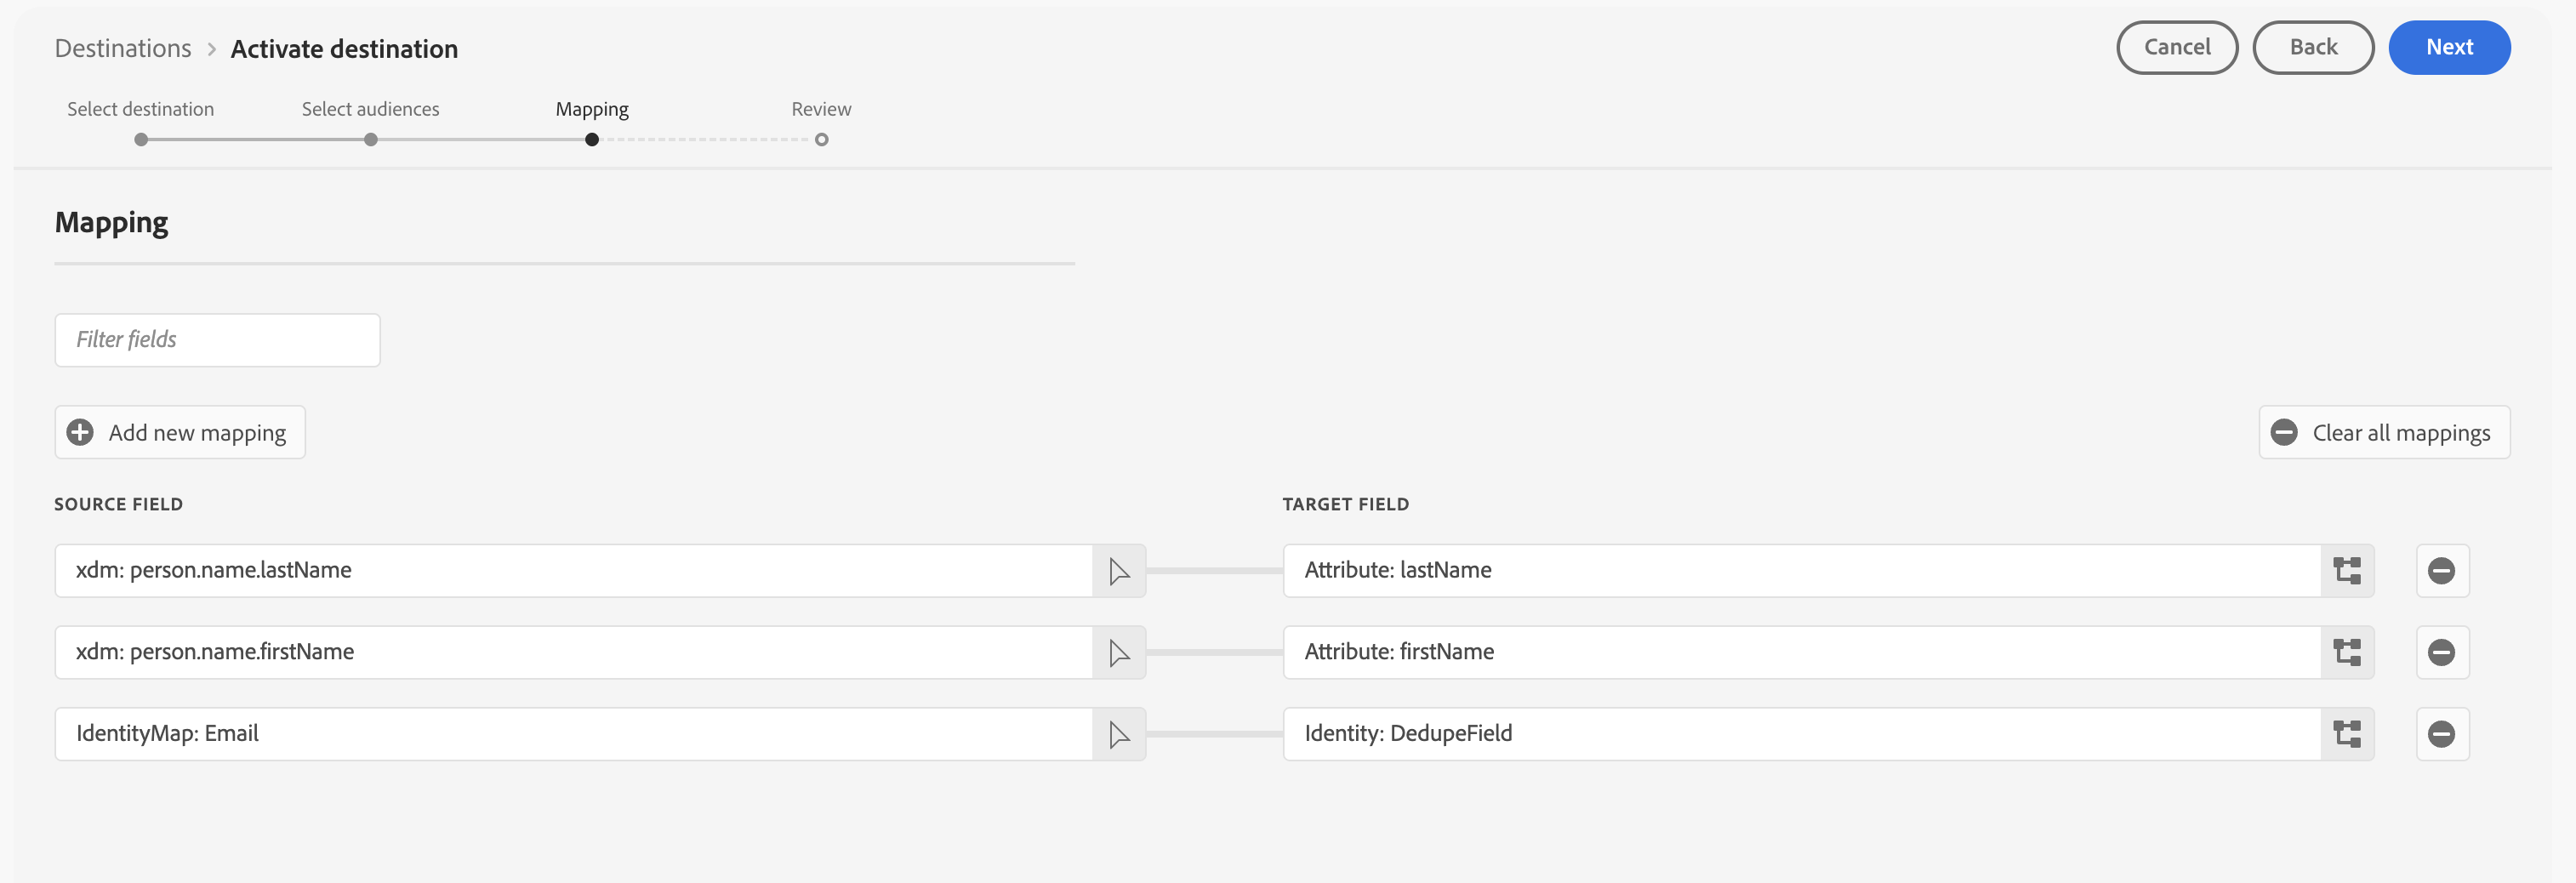 Destinations > Activate destination
Cancel
Back
Next
Select destination
Select audiences
Mapping
Review
Mapping
Filter fields
Add new mapping
Clear all mappings
SOURCE FIELD
TARGET FIELD
xdm: person.name.lastName
Attribute: lastName
xdm: person.name.firstName
Attribute: firstName
IdentityMap: Email
Identity: DedupeField